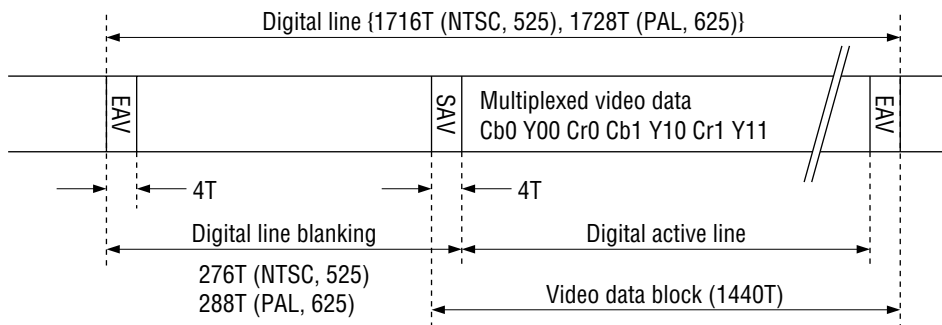 Digital line {1716T (NTSC, 525), 1728T (PAL, 625)}
EAV
SAV
Multiplexed video data
Cb0 Y00 Cr0 Cb1 Y10 Cr1 Y11
EAV
4T
4T
Digital line blanking
Digital active line
276T (NTSC, 525)
288T (PAL, 625)
Video data block (1440T)